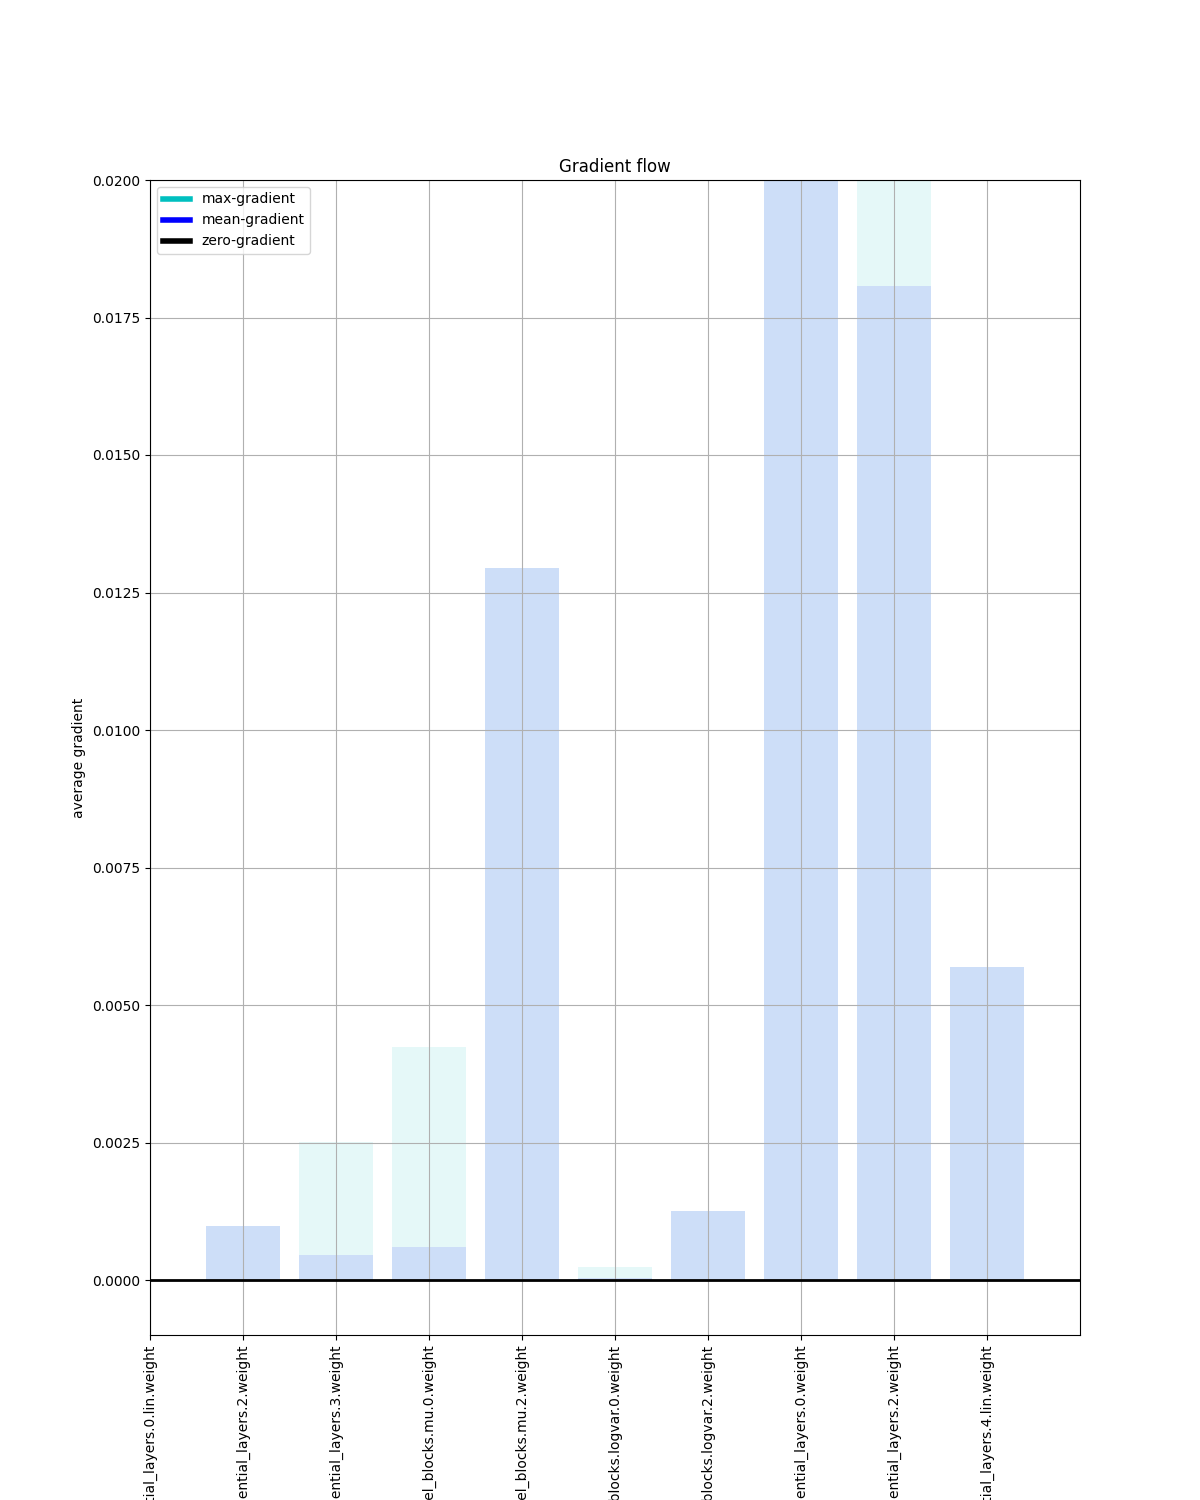 Gradient flow
max-gradient
mean-gradient
zero-gradient
0.0200
0.0175
0.0150
0.0125
0.0100
0.0075
0.0050
0.0025
0.0000
average gradient
tial_layers.0.lin.weight
ential_layers.2.weight
ential_layers.3.weight
el_blocks.mu.0.weight
el_blocks.mu.2.weight
blocks.logvar.0.weight
blocks.logvar.2.weight
ential_layers.0.weight
ential_layers.2.weight
tial_layers.4.lin.weight